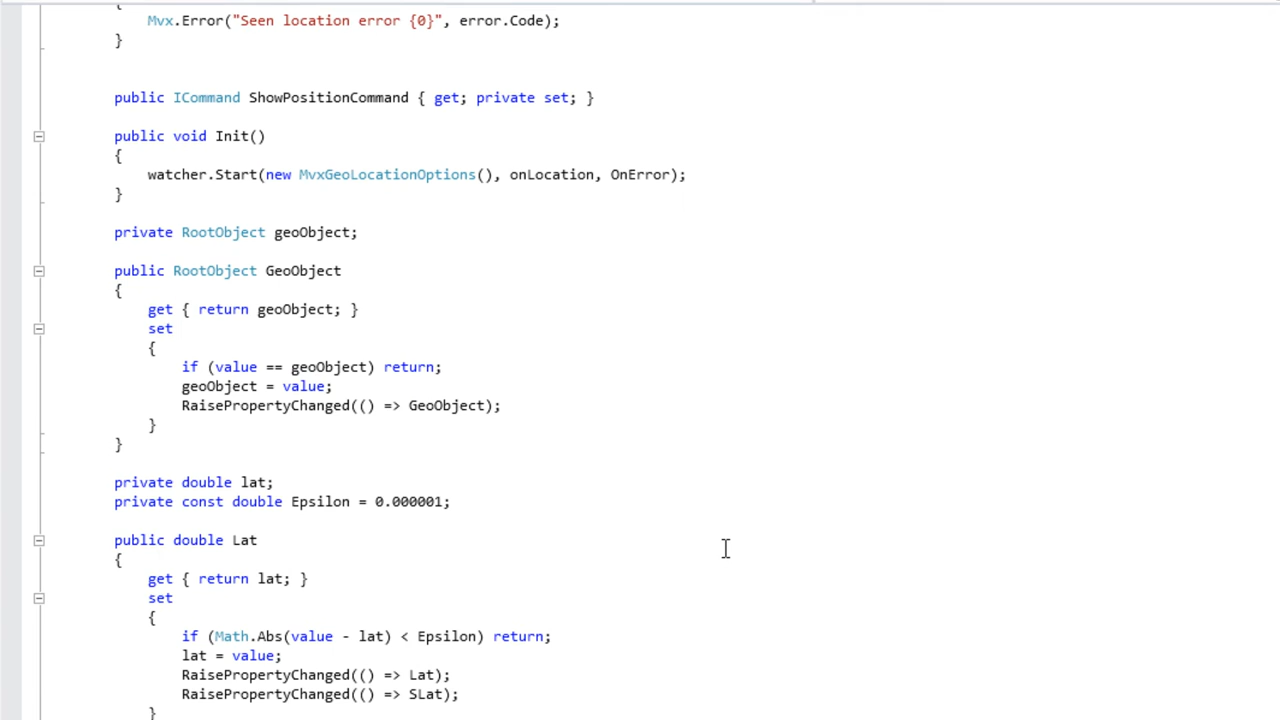 {
Mvx.Error("Seen location error {0}", error.Code);
}
public ICommand ShowPositionCommand { get; private set; }
public void Init()
{
watcher.Start(new MvxGeoLocationOptions(), onLocation, OnError);
}
private RootObject geoObject;
public RootObject GeoObject
{
get { return geoObject; }
set
{
if (value == geoObject) return;
geoObject = value;
RaisePropertyChanged(() => GeoObject);
}
}
private double lat;
private const double Epsilon = 0.000001;
public double Lat
{
get { return lat; }
set
{
if (Math.Abs(value - lat) < Epsilon) return;
lat = value;
RaisePropertyChanged(() => Lat);
RaisePropertyChanged(() => SLat);
}